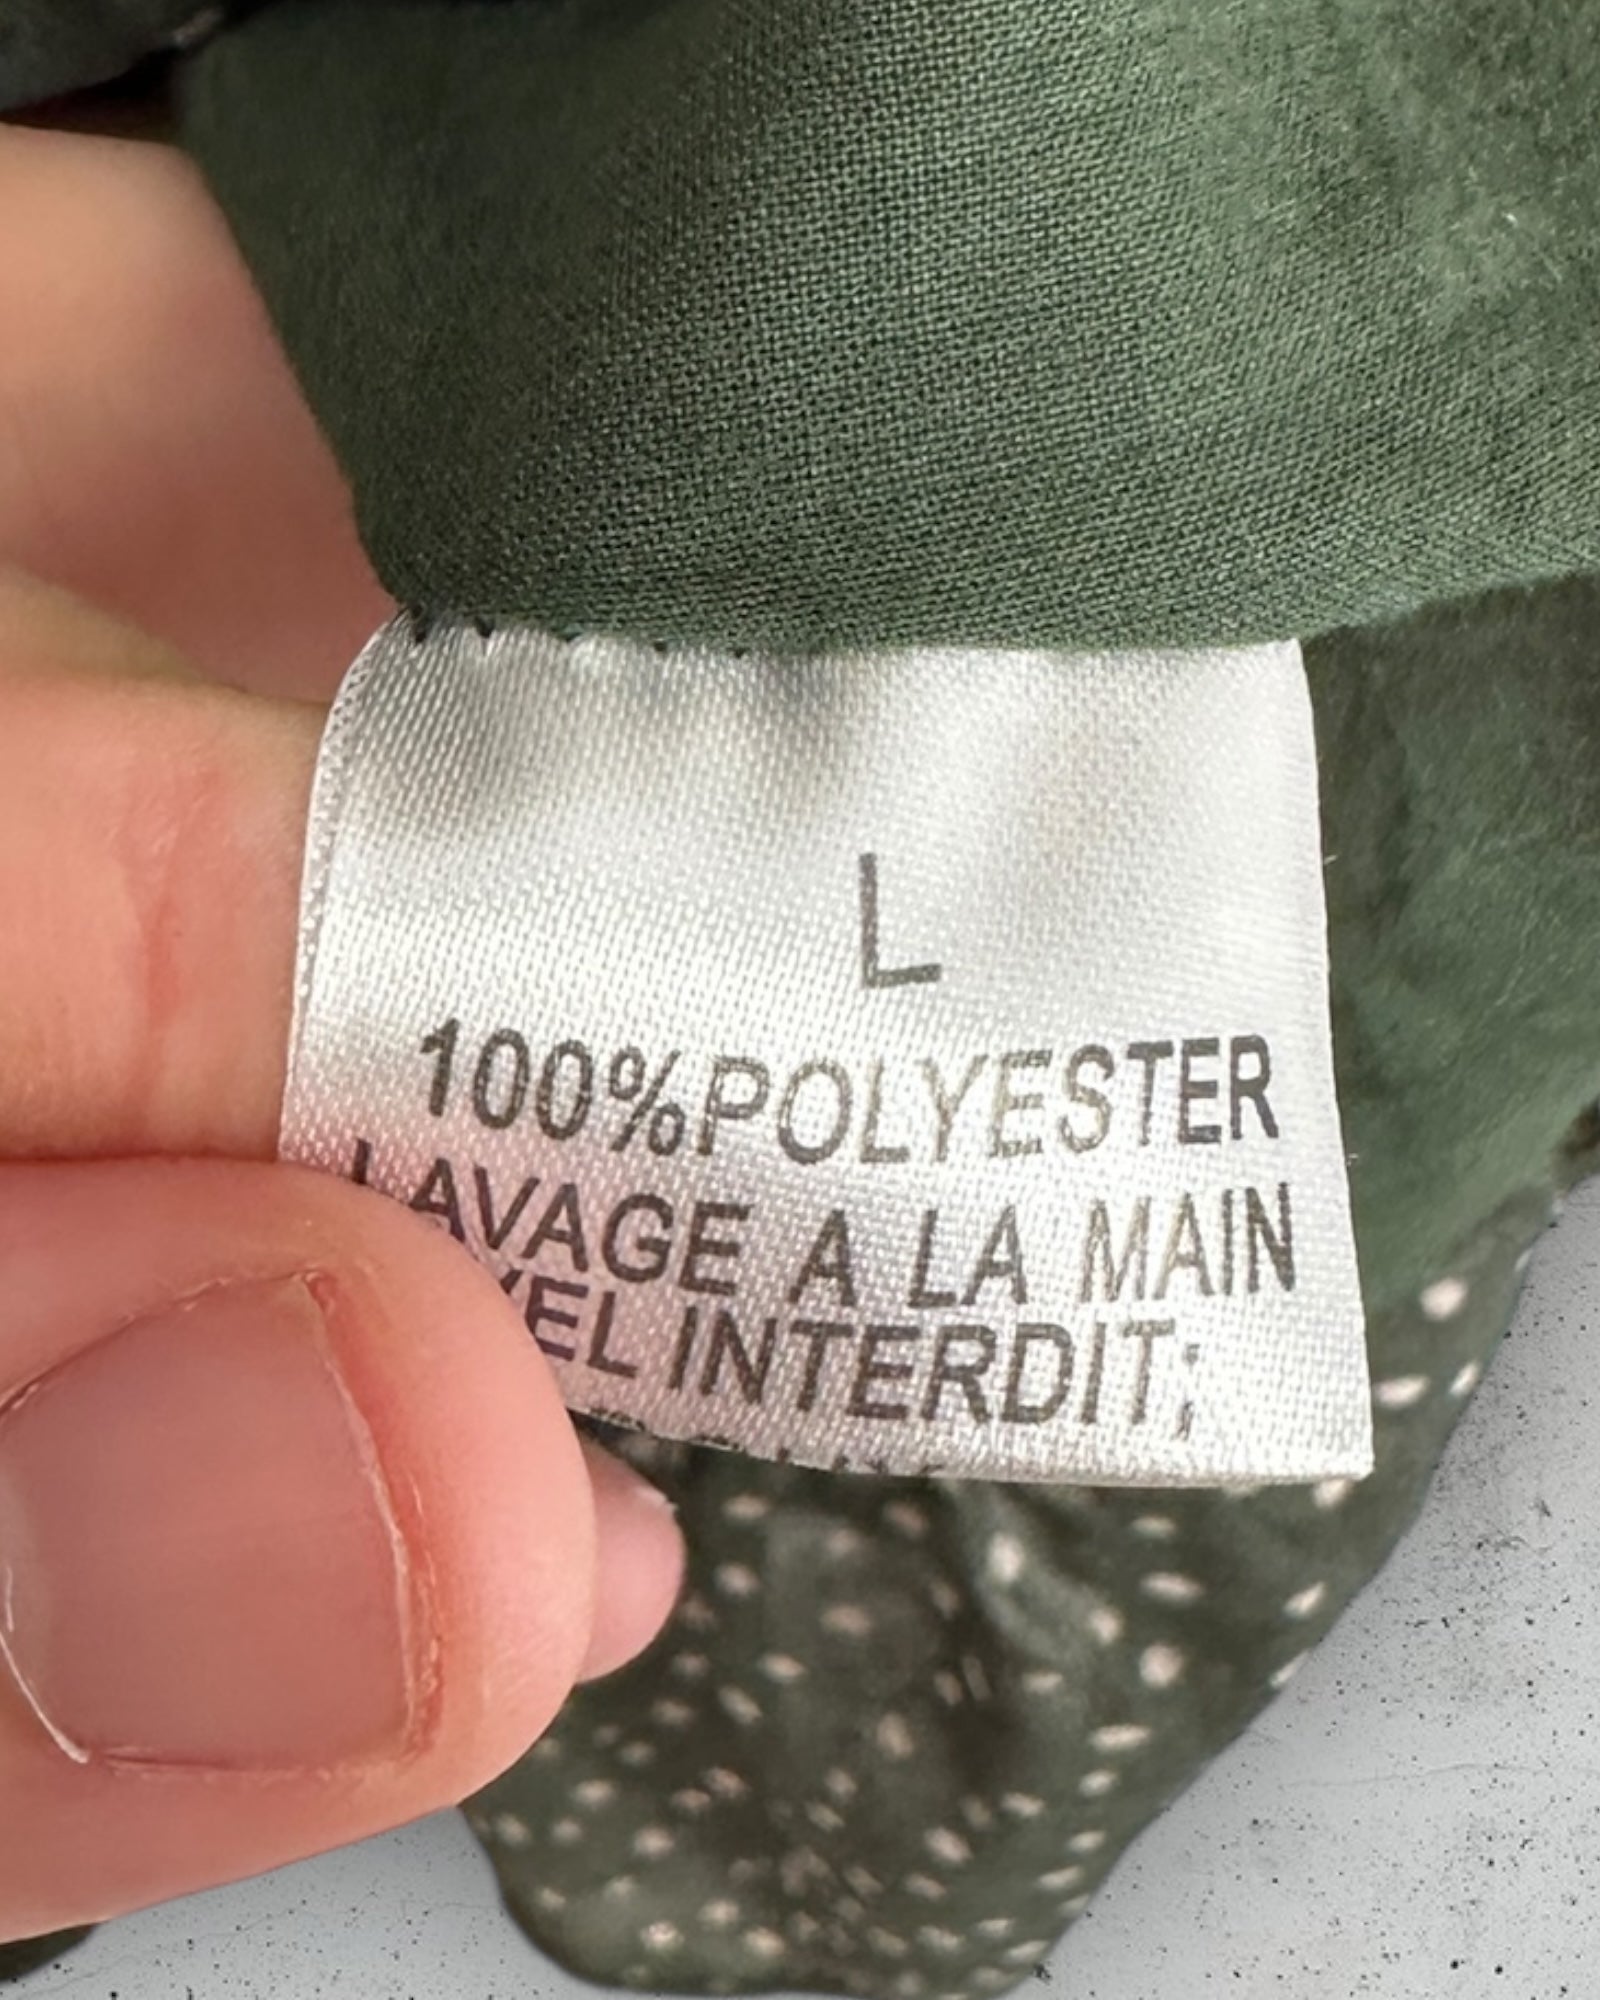 L
100%POLYESTER
LAVAGE A LA MAIN
INTERDIT;